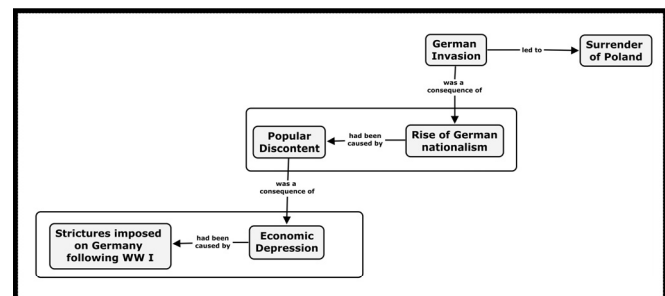 German
Invasion
led to
Surrender
of Poland
was a
consequence of
Popular
Discontent
had been
caused by
Rise of German
nationalism
was a
consequence of
Strictures imposed
on Germany
following WW I
had been
caused by
Economic
Depression